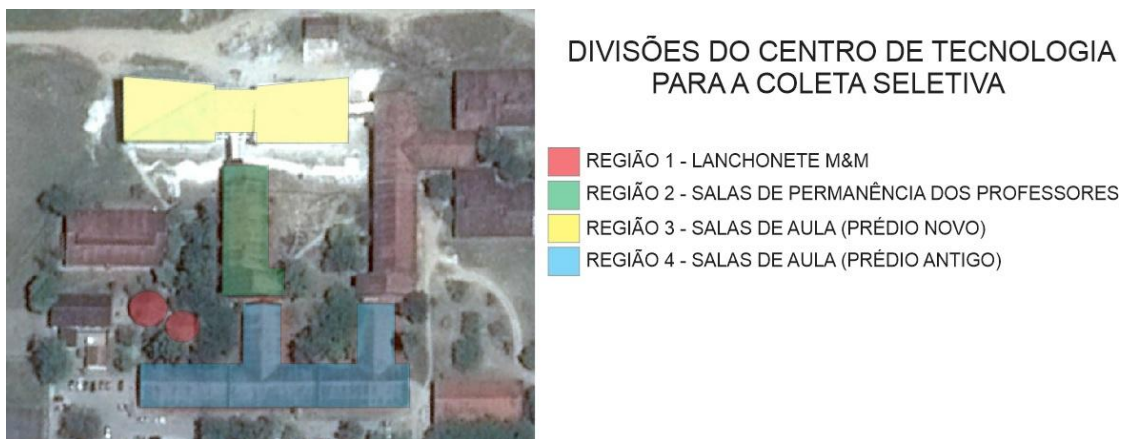 DIVISÕES DO CENTRO DE TECNOLOGIA
PARA A COLETA SELETIVA
REGIÃO 1 - LANCHONETE M&M
REGIÃO 2 - SALAS DE PERMANÊNCIA DOS PROFESSORES
REGIÃO 3 - SALAS DE AULA (PRÉDIO NOVO)
REGIÃO 4 - SALAS DE AULA (PRÉDIO ANTIGO)